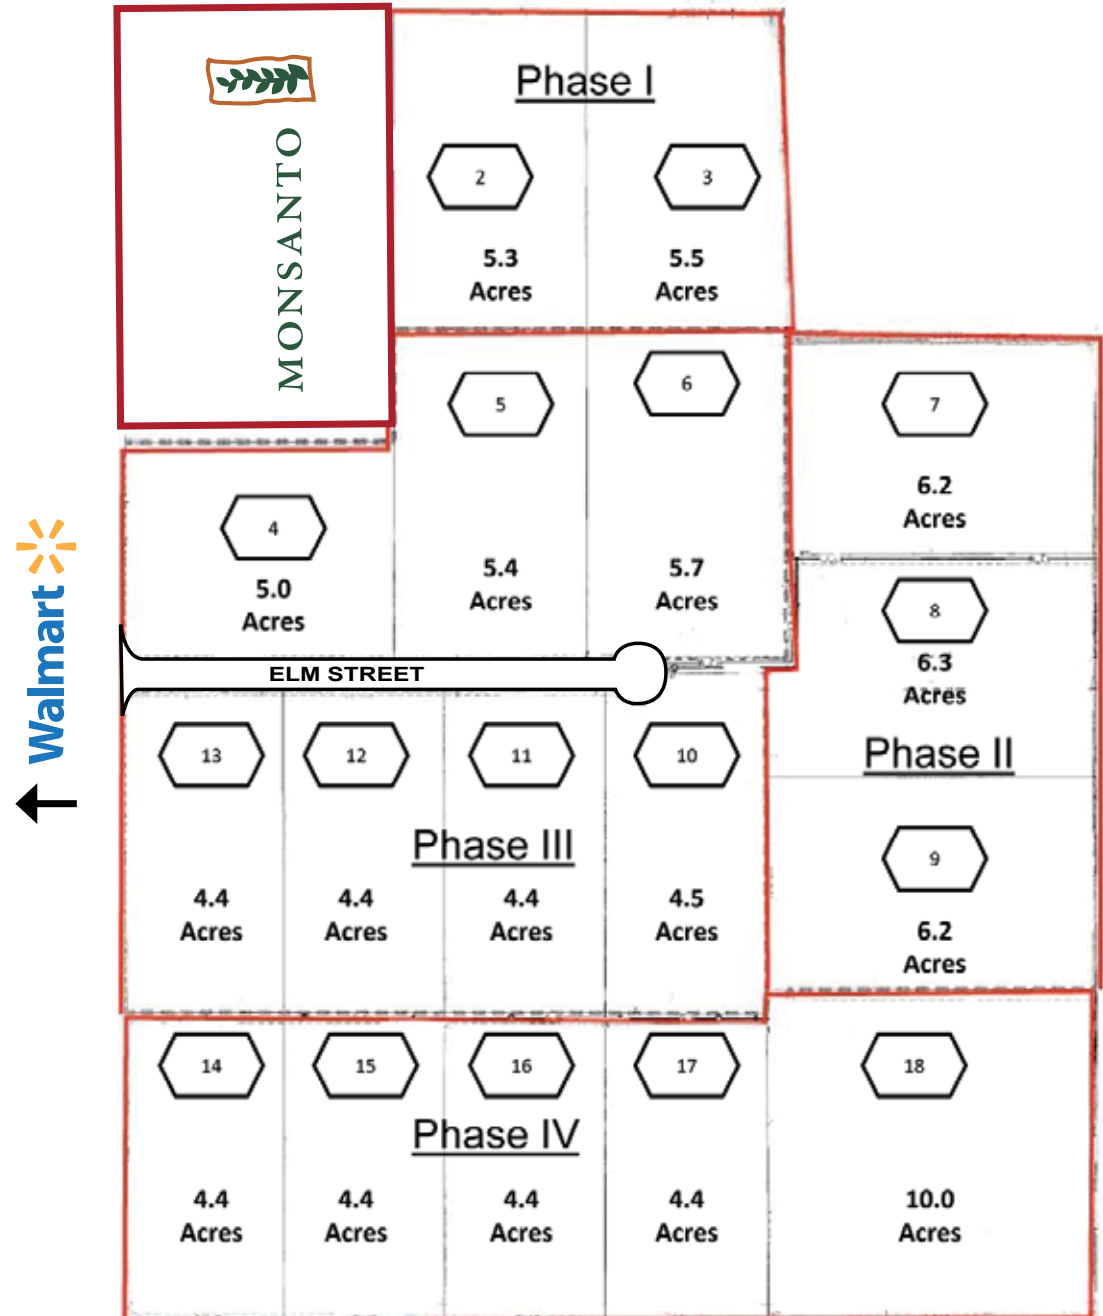 MONSANTO
Phase I
2
3
5.3
Acres
5.5
Acres
5
6
7
4
5.0
Acres
5.4
Acres
5.7
Acres
6.2
Acres
8
6.3
Acres
Walmart
ELM STREET
Phase II
13
12
11
10
Phase III
9
4.4
Acres
4.4
Acres
4.4
Acres
4.5
Acres
6.2
Acres
14
15
16
17
18
Phase IV
4.4
Acres
4.4
Acres
4.4
Acres
4.4
Acres
10.0
Acres